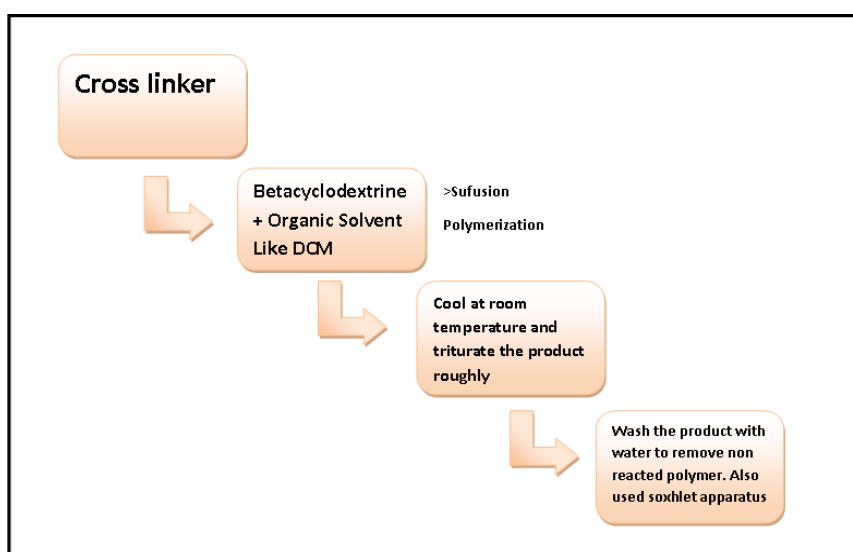 Cross linker
Betacyclodextrine
+ Organic Solvent
Like DCM
>Sufusion
Polymerization
Cool at room
temperature and
triturate the product
roughly
Wash the product with
water to remove non
reacted polymer. Also
used soxhlet apparatus